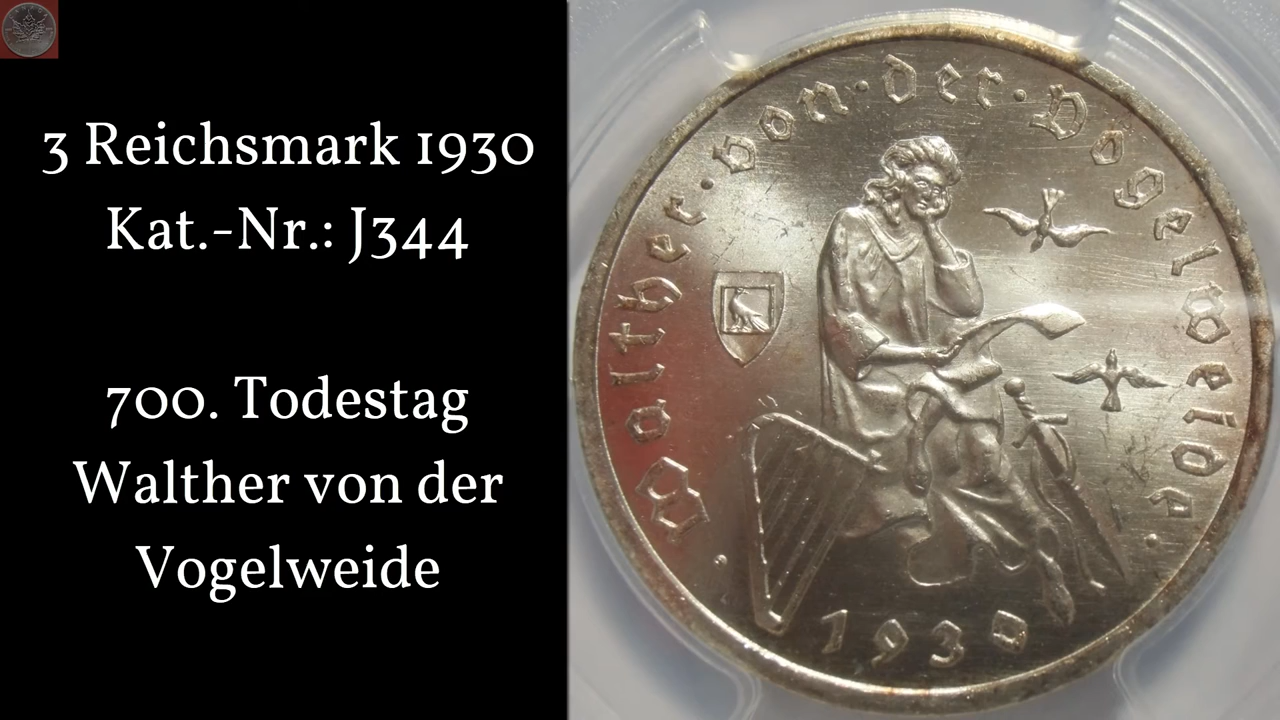 3 Reichsmark 1930
Kat.-Nr.: J344
700. Todestag
Walther von der
Vogelweide
· Walther · von · der · Vogelweide ·
1930